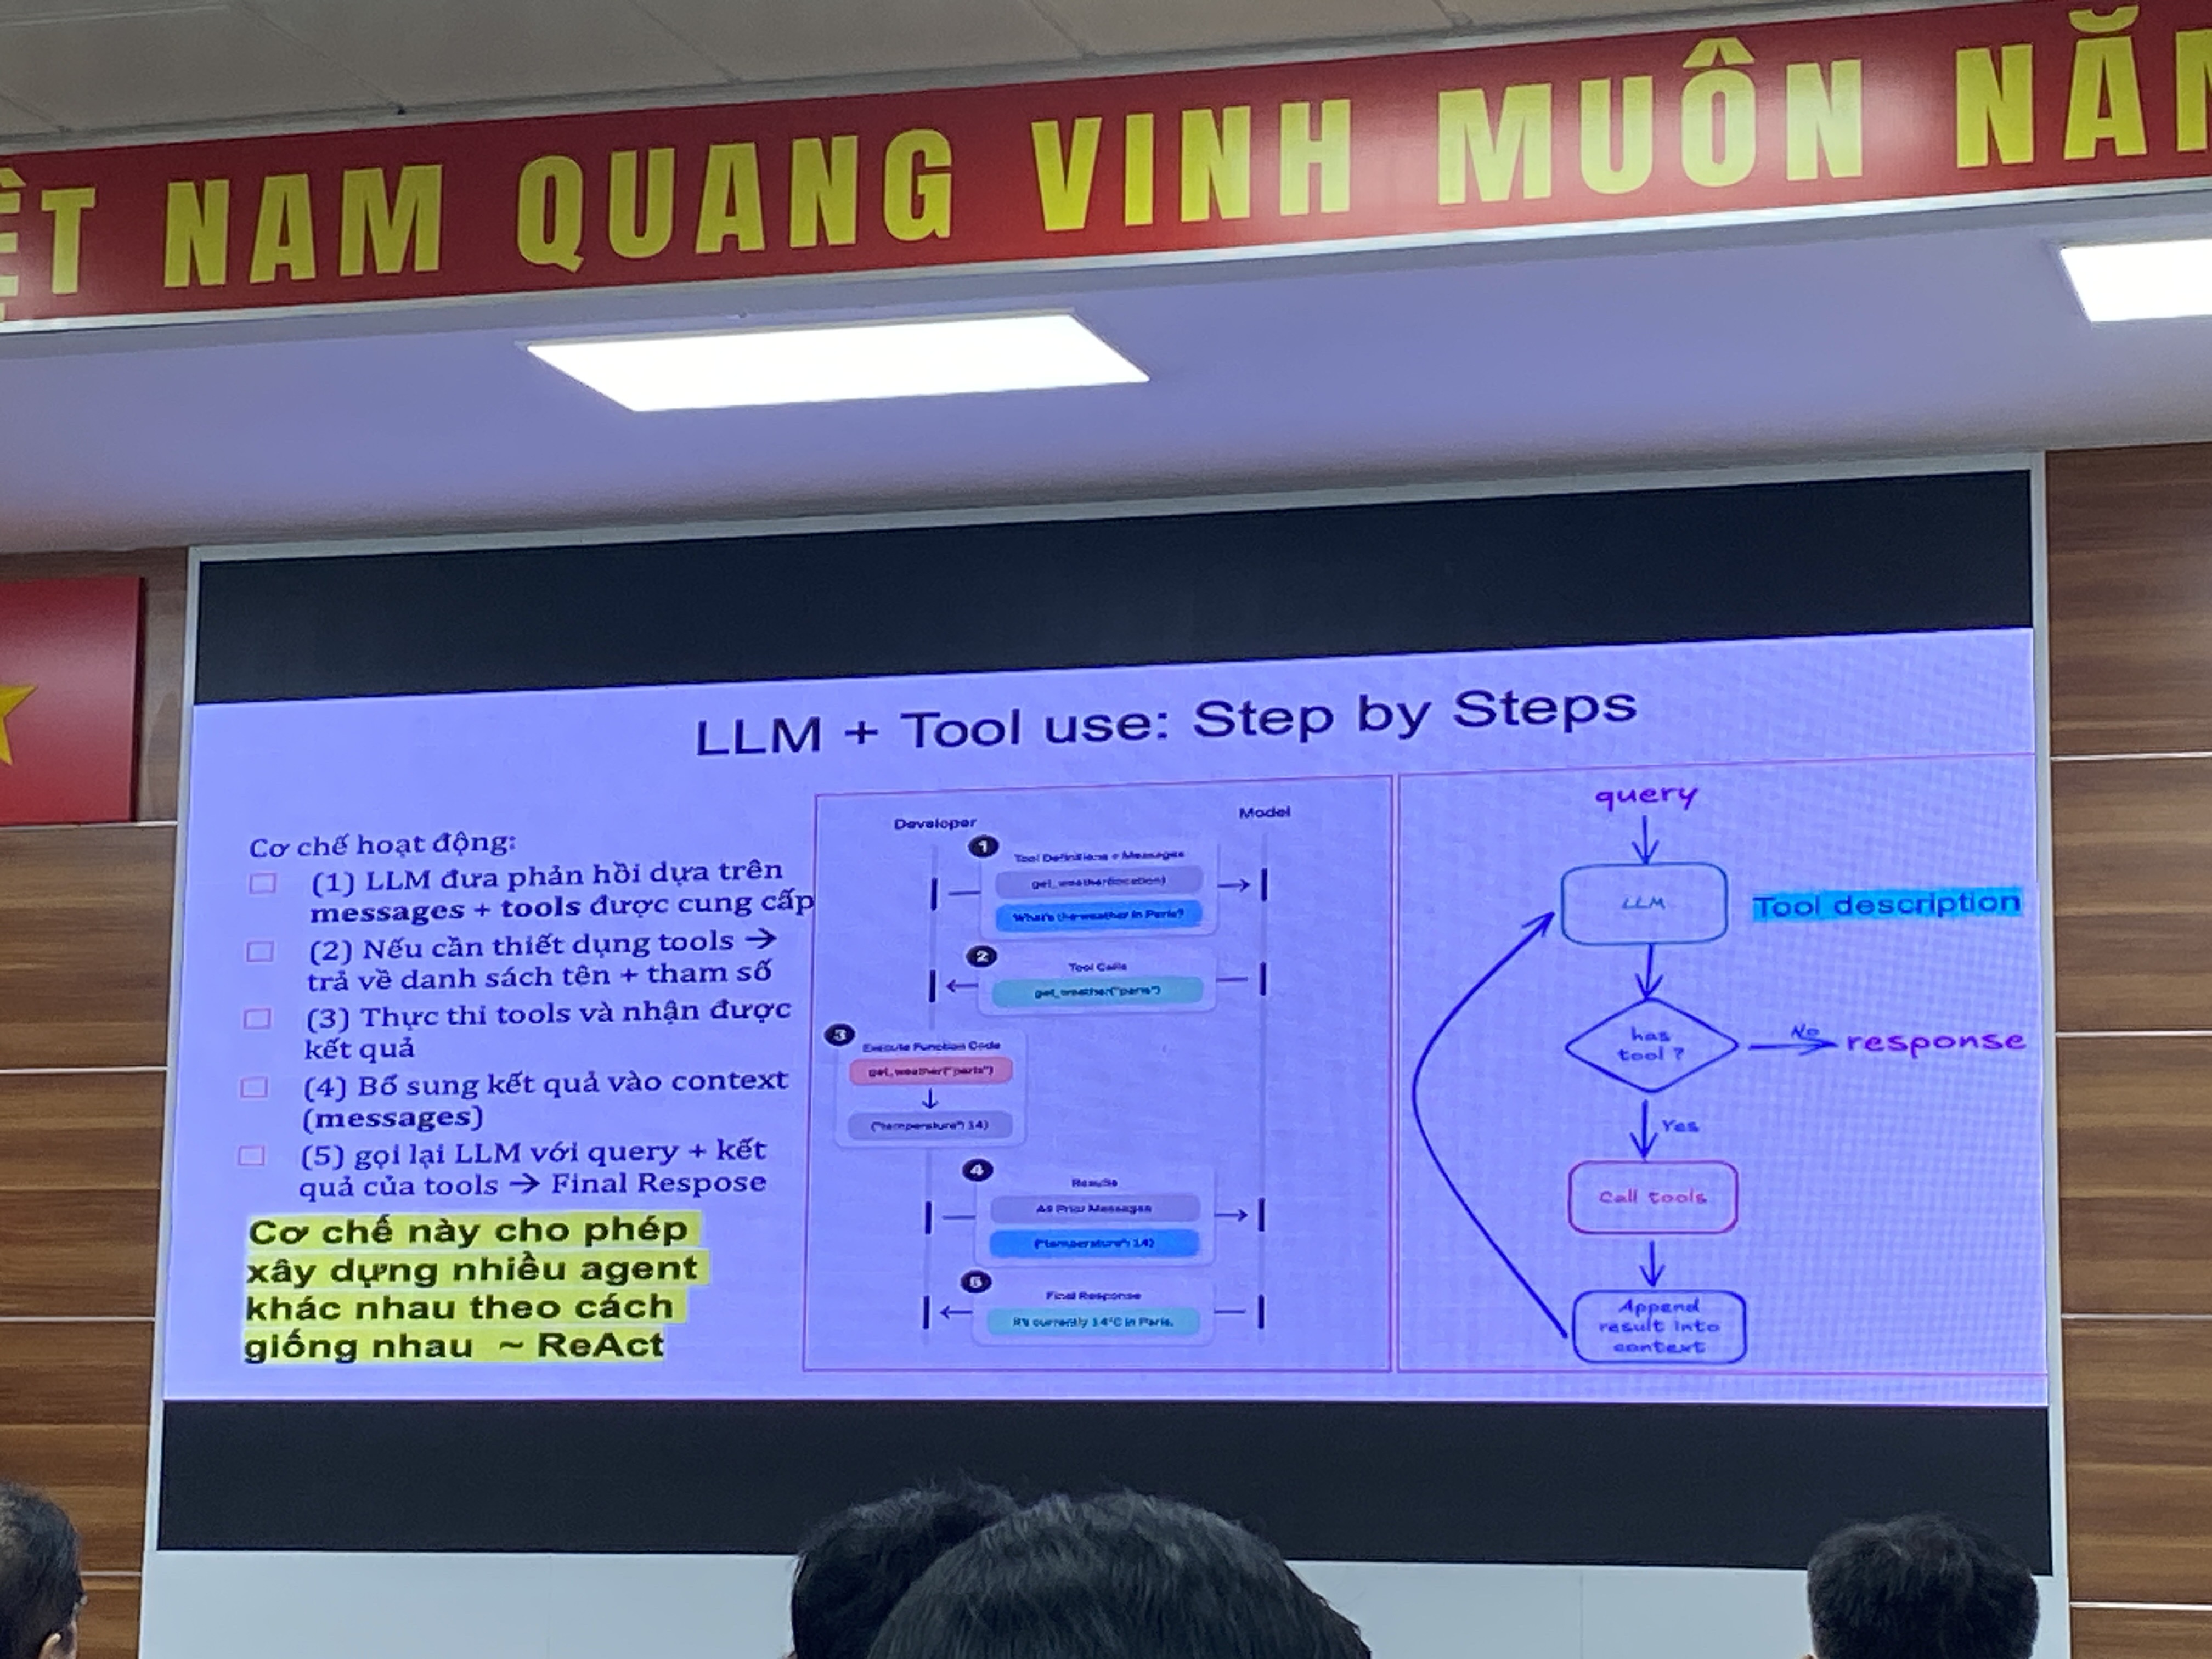 ỆT NAM QUANG VINH MUÔN NĂM
LLM + Tool use: Step by Steps
Cơ chế hoạt động:
(1) LLM đưa phản hồi dựa trên
messages + tools được cung cấp
(2) Nếu cần thiết dụng tools →
trả về danh sách tên + tham số
(3) Thực thi tools và nhận được
kết quả
(4) Bổ sung kết quả vào context
(messages)
(5) gọi lại LLM với query + kết
quả của tools → Final Respose
Cơ chế này cho phép
xây dựng nhiều agent
khác nhau theo cách
giống nhau ~ ReAct
Developer
Model
1
Tool Definitions + Messages
get_weather(location)
What's the weather in Paris?
2
Tool Calls
get_weather("paris")
3
Execute Function Code
get_weather("paris")
↓
{"temperature": 14}
4
Results
All Prior Messages
{"temperature": 14}
5
Final Response
It's currently 14°C in Paris.
query
LLM
Tool description
has
tool ?
No
response
Yes
Call tools
Append
result into
context